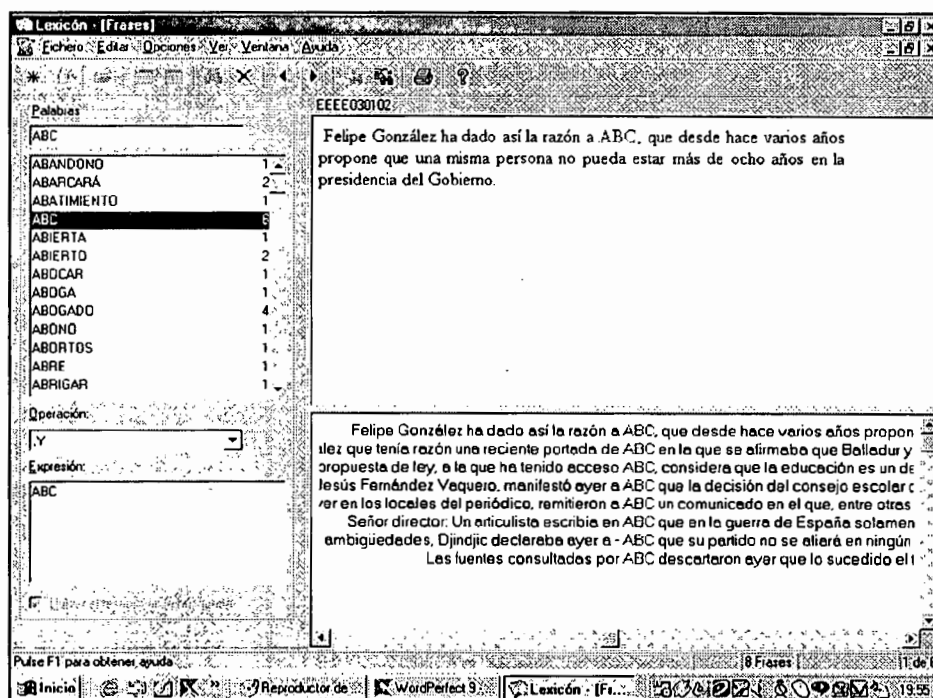 Lexicón - [Frases]
Fichero Editar Opciones Ver Ventana Ayuda
Palabras
ABC
ABANDONO 1
ABARCARÁ 2
ABATIMIENTO 1
ABC 6
ABIERTA 1
ABIERTO 2
ABOCAR 1
ABOGA 1
ABOGADO 4
ABONO 1
ABORTOS 1
ABRE 1
ABRIGAR 1
Operación:
.Y
Expresión:
ABC
EEEE030102
Felipe González ha dado así la razón a ABC, que desde hace varios años
propone que una misma persona no pueda estar más de ocho años en la
presidencia del Gobierno.
Felipe González ha dado así la razón a ABC, que desde hace varios años propon
ilez que tenía razón una reciente portada de ABC en la que se afirmaba que Balladur y
propuesta de ley, a la que ha tenido acceso ABC, considera que la educación es un de
Jesús Fernández Vaquero, manifestó ayer a ABC que la decisión del consejo escolar c
/er en los locales del periódico, remitieron a ABC un comunicado en el que, entre otras
Señor director: Un articulista escribía en ABC que en la guerra de España solamen
ambigüedades, Djindjic declaraba ayer a - ABC que su partido no se aliará en ningún
Las fuentes consultadas por ABC descartaron ayer que lo sucedido el t
Pulse F1 para obtener ayuda
8 Frases
1 de
Inicio
Reproductor de
WordPerfect 9
Lexicón - [Fr...
19:55